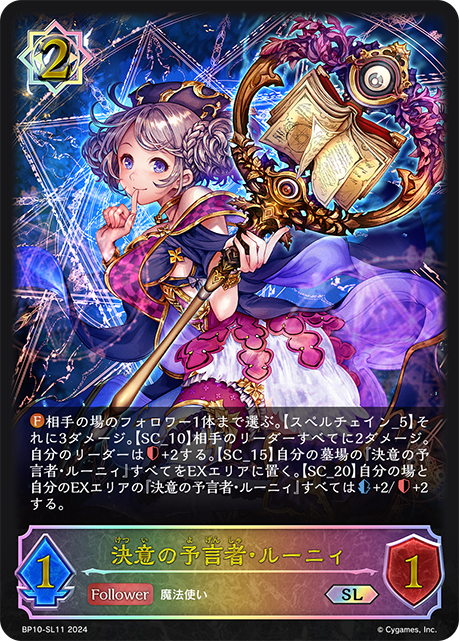 2
F 相手の場のフォロワー1体まで選ぶ。【スペルチェイン_5】そ
れに3ダメージ。【SC_10】相手のリーダーすべてに2ダメージ。
自分のリーダーは+2する。【SC_15】自分の墓場の『決意の予
言者・ルーニィ』すべてをEXエリアに置く。【SC_20】自分の場と
自分のEXエリアの『決意の予言者・ルーニィ』すべては+2/+2
する。
けつい よげんしゃ
決意の予言者・ルーニィ
1
1
Follower 魔法使い
SL
BP10-SL11 2024
© Cygames, Inc.